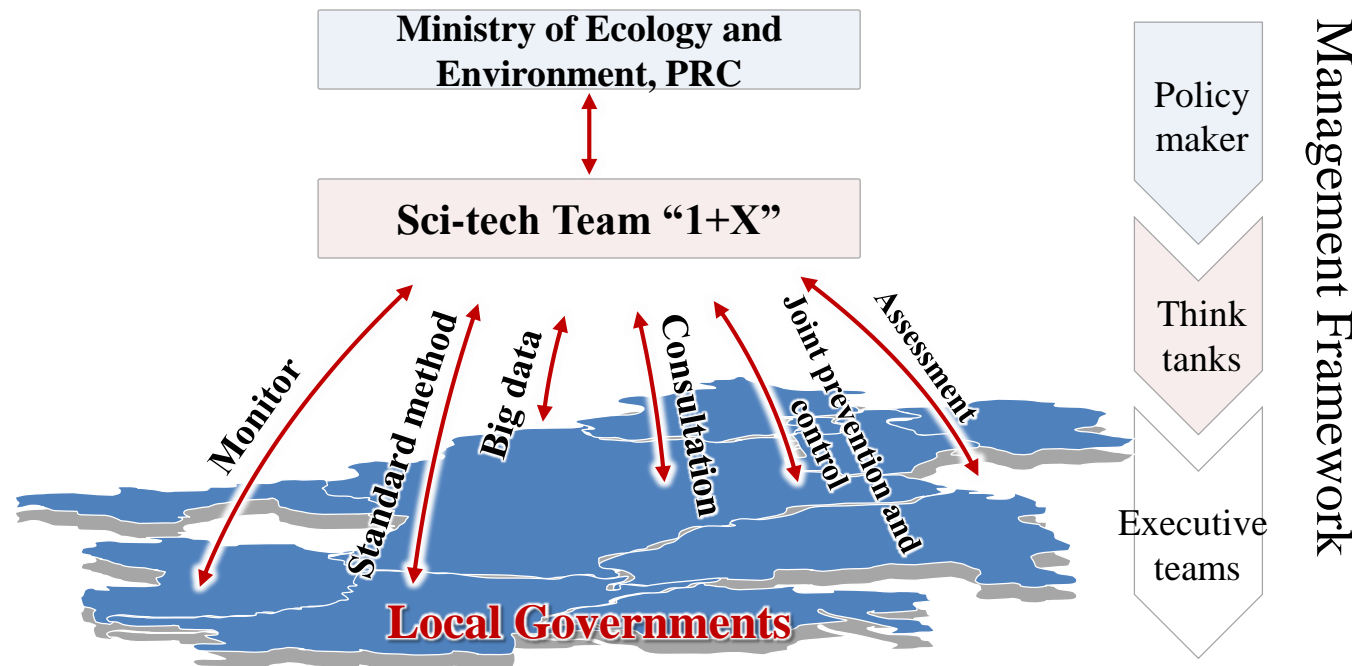 Ministry of Ecology and
Environment, PRC
Sci-tech Team “1+X”
Monitor
Standard method
Big data
Consultation
Joint prevention and
control
Assessment
Local Governments
Policy
maker
Think
tanks
Executive
teams
Management Framework